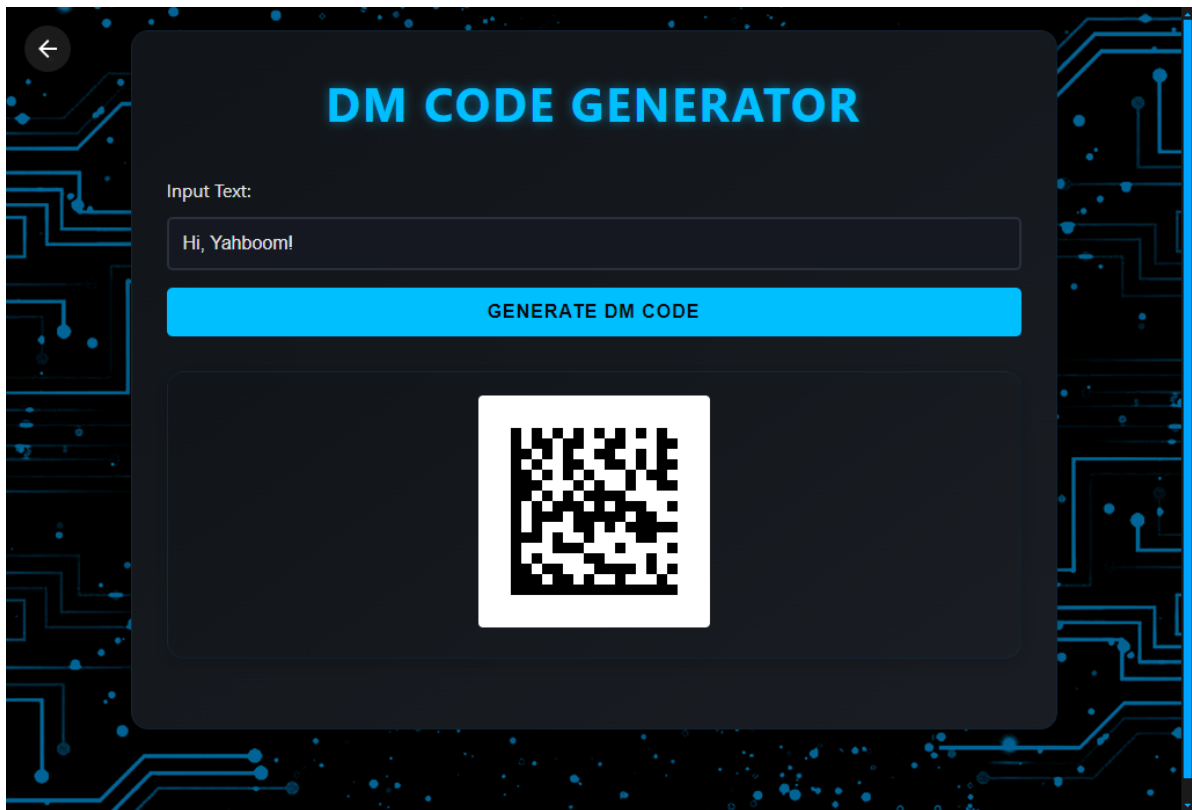 DM CODE GENERATOR
Input Text:
Hi, Yahboom!
GENERATE DM CODE